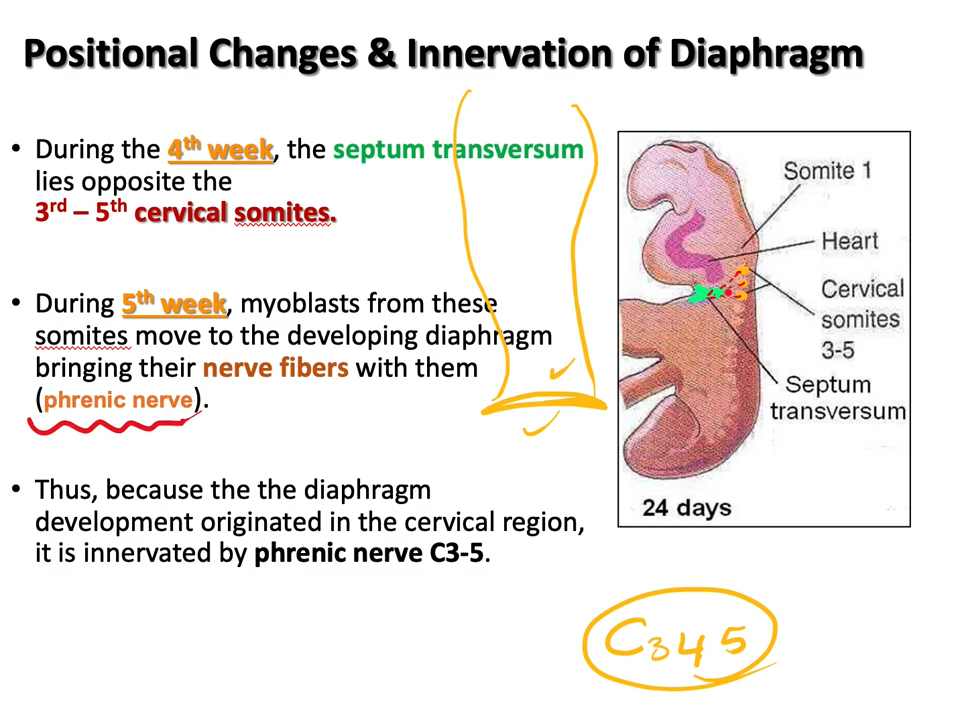 Positional Changes & Innervation of Diaphragm
• During the 4th week, the septum transversum
lies opposite the
3rd – 5th cervical somites.
• During 5th week, myoblasts from these
somites move to the developing diaphragm
bringing their nerve fibers with them
(phrenic nerve).
• Thus, because the the diaphragm
development originated in the cervical region,
it is innervated by phrenic nerve C3-5.
Somite 1
Heart
Cervical
somites
3-5
Septum
transversum
24 days
C345